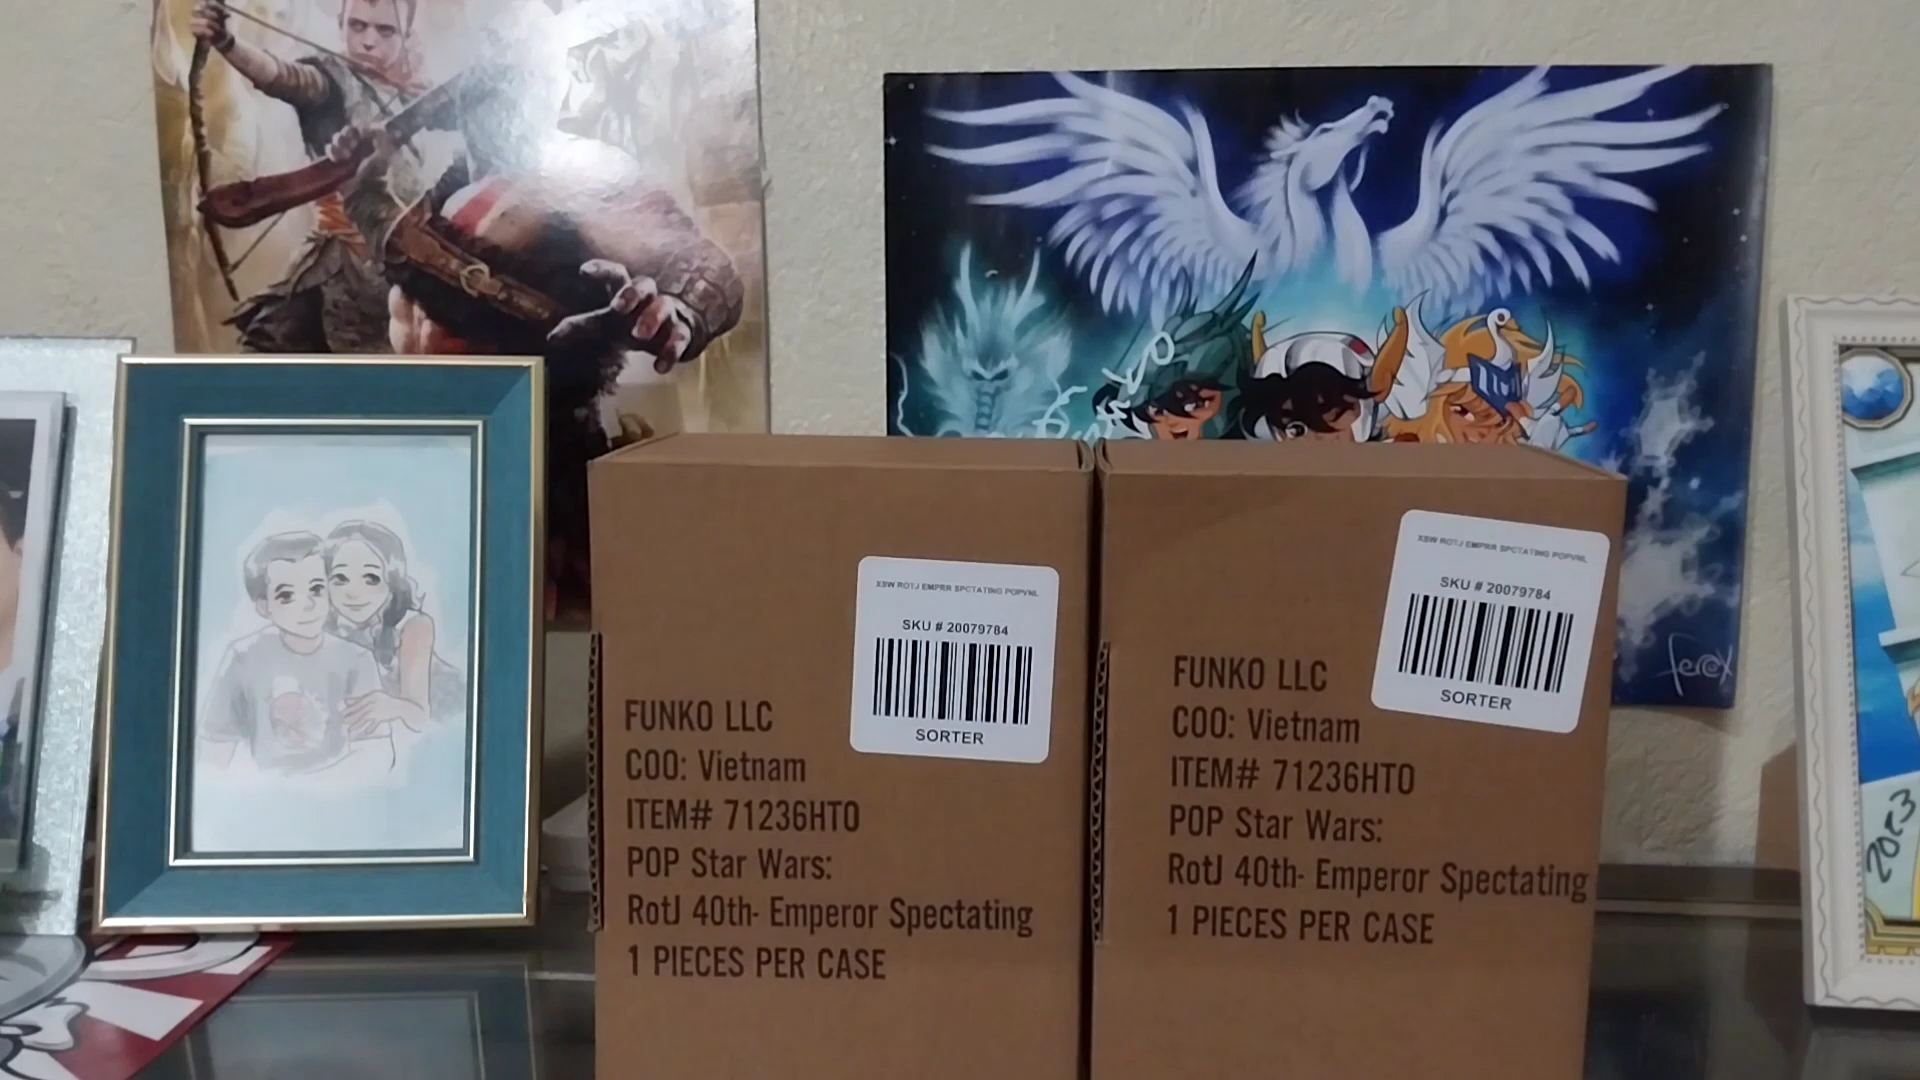 XSW ROTJ EMPRR SPCTATING POPVNL
SKU # 20079784
SORTER
FUNKO LLC
COO: Vietnam
ITEM# 71236HT0
POP Star Wars:
RotJ 40th- Emperor Spectating
1 PIECES PER CASE
XSW ROTJ EMPRR SPCTATING POPVNL
SKU # 20079784
SORTER
FUNKO LLC
COO: Vietnam
ITEM# 71236HT0
POP Star Wars:
RotJ 40th- Emperor Spectating
1 PIECES PER CASE